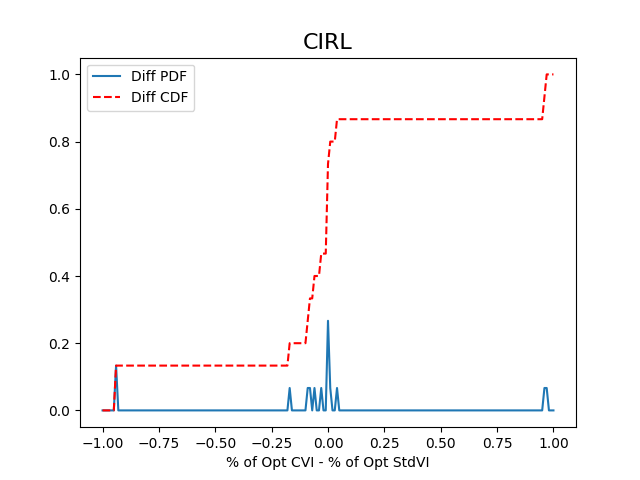 CIRL
Diff PDF
Diff CDF
1.0
0.8
0.6
0.4
0.2
0.0
−1.00 −0.75 −0.50 −0.25 0.00 0.25 0.50 0.75 1.00
% of Opt CVI - % of Opt StdVI